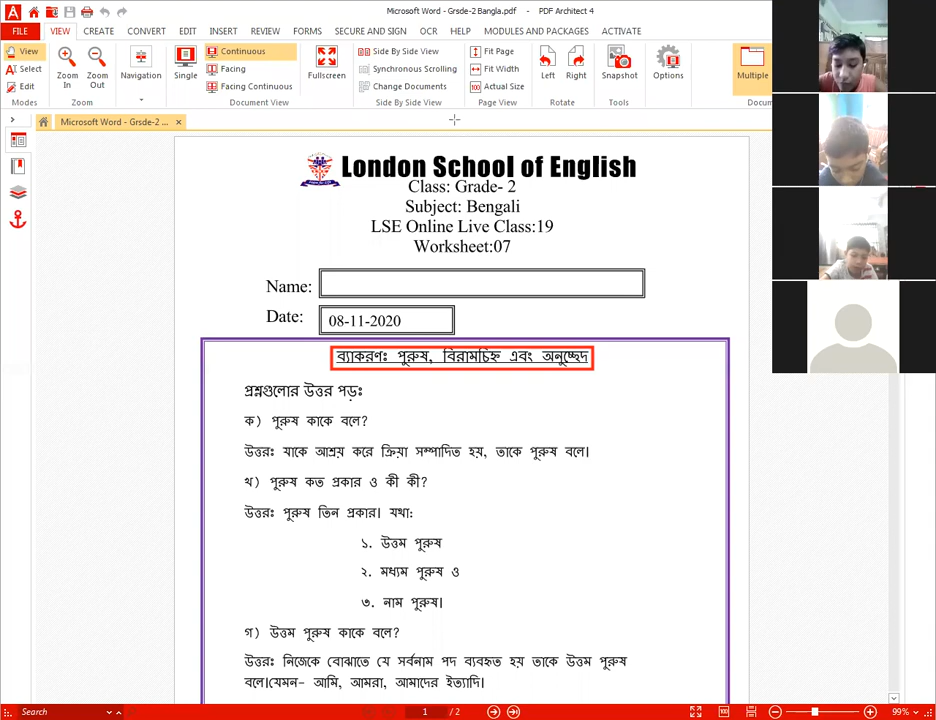 Microsoft Word - Grsde-2 Bangla.pdf - PDF Architect 4
FILE VIEW CREATE CONVERT EDIT INSERT REVIEW FORMS SECURE AND SIGN OCR HELP MODULES AND PACKAGES ACTIVATE
View Select Edit
Modes
Zoom In Zoom Out
Zoom
Navigation
Single Continuous Facing Facing Continuous
Document View
Fullscreen
Side By Side View Synchronous Scrolling Change Documents
Side By Side View
Fit Page Fit Width Actual Size
Page View
Left Right
Rotate
Snapshot
Tools
Options
Multiple
Docum
Microsoft Word - Grsde-2 ...
London School of English
Class: Grade- 2
Subject: Bengali
LSE Online Live Class:19
Worksheet:07
Name:
Date: 08-11-2020
ব্যাকরণঃ পুরুষ, বিরামচিহ্ন এবং অনুচ্ছেদ
প্রশ্নগুলোর উত্তর পড়ঃ
ক) পুরুষ কাকে বলে?
উত্তরঃ যাকে আশ্রয় করে ক্রিয়া সম্পাদিত হয়, তাকে পুরুষ বলে।
খ) পুরুষ কত প্রকার ও কী কী?
উত্তরঃ পুরুষ তিন প্রকার। যথা:
১. উত্তম পুরুষ
২. মধ্যম পুরুষ ও
৩. নাম পুরুষ।
গ) উত্তম পুরুষ কাকে বলে?
উত্তরঃ নিজেকে বোঝাতে যে সর্বনাম পদ ব্যবহৃত হয় তাকে উত্তম পুরুষ
বলে।যেমন- আমি, আমরা, আমাদের ইত্যাদি।
Search
1 / 2
99%